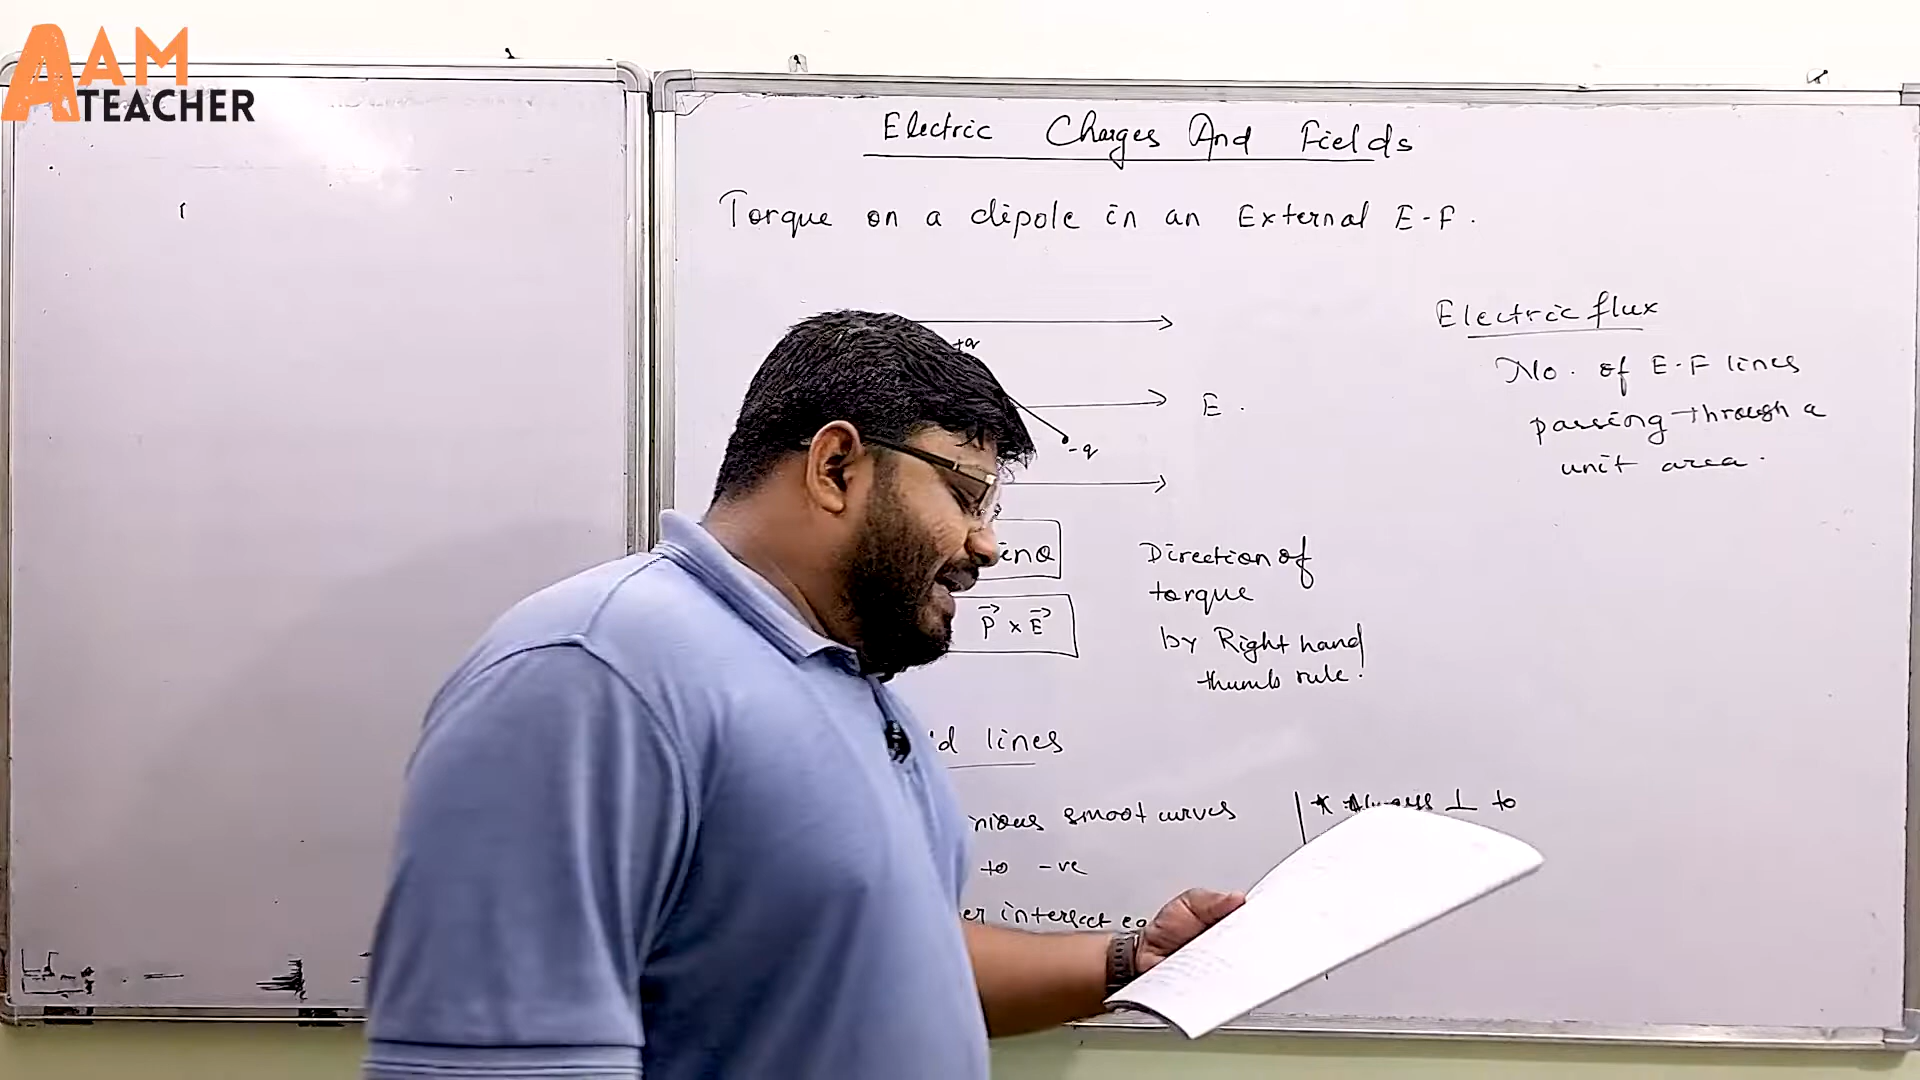 AAM
TEACHER
Electric Charges And Fields
Torque on a dipole in an External E-F.
+q
E.
-q
Electric flux
No. of E-F lines
passing through a
unit area.
inθ
P x E
Direction of
torque
by Right hand
thumb rule.
d lines
nious smoot curves
to -ve
er intersect ea
* Always ⊥ to